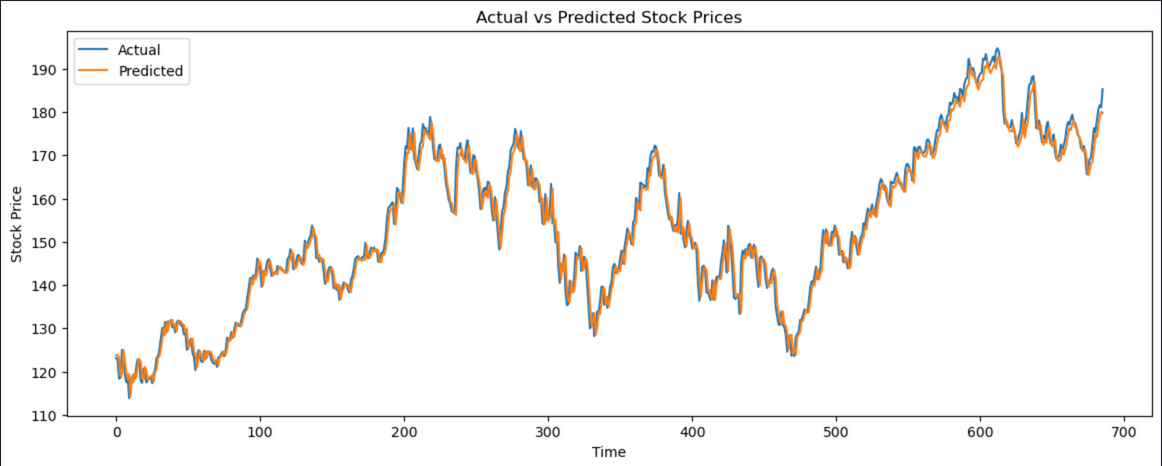 Actual vs Predicted Stock Prices
Actual
Predicted
Stock Price
190
180
170
160
150
140
130
120
110
0 100 200 300 400 500 600 700
Time